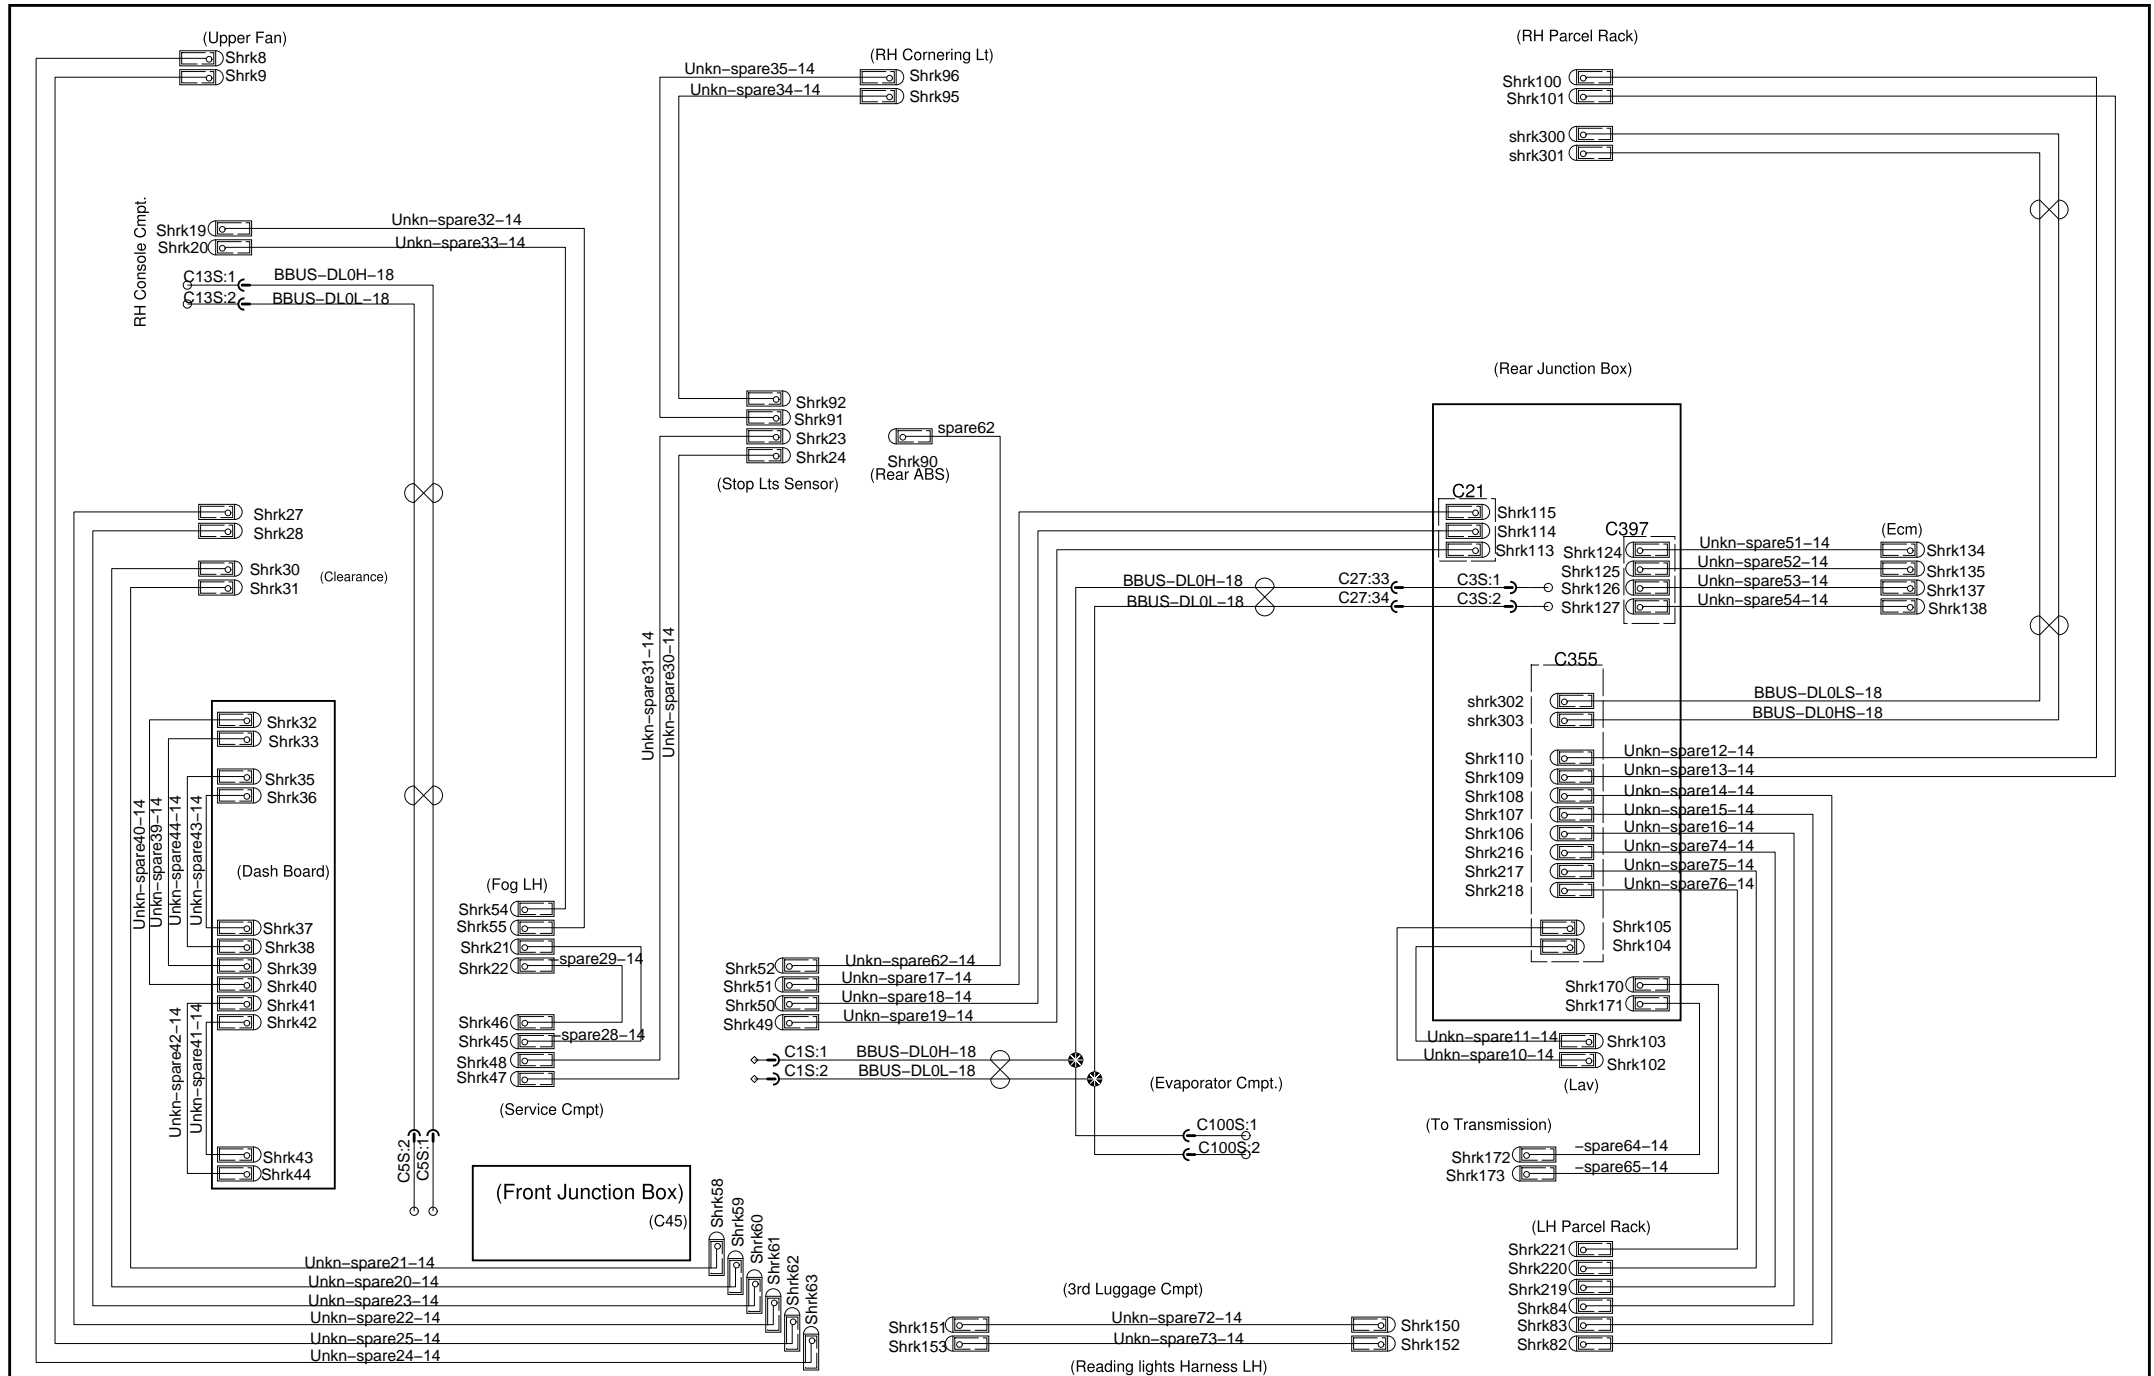 (Upper Fan)
Shrk8
Shrk9
Unkn-spare35-14
Unkn-spare34-14
(RH Cornering Lt)
Shrk96
Shrk95
(RH Parcel Rack)
Shrk100
Shrk101
shrk300
shrk301
RH Console Cmpt.
Shrk19
Shrk20
Unkn-spare32-14
Unkn-spare33-14
C13S:1
BBUS-DL0H-18
C13S:2
BBUS-DL0L-18
Shrk92
Shrk91
Shrk23
Shrk24
(Stop Lts Sensor)
spare62
Shrk90
(Rear ABS)
(Rear Junction Box)
Shrk27
Shrk28
Shrk30
Shrk31
(Clearance)
C21
Shrk115
Shrk114
Shrk113
C397
Shrk124
Shrk125
Shrk126
Shrk127
Unkn-spare51-14
Unkn-spare52-14
Unkn-spare53-14
Unkn-spare54-14
(Ecm)
Shrk134
Shrk135
Shrk137
Shrk138
BBUS-DL0H-18
C27:33
C3S:1
BBUS-DL0L-18
C27:34
C3S:2
Unkn-spare31-14
Unkn-spare30-14
C355
shrk302
shrk303
BBUS-DL0LS-18
BBUS-DL0HS-18
Shrk110
Shrk109
Shrk108
Shrk107
Shrk106
Shrk216
Shrk217
Shrk218
Unkn-spare12-14
Unkn-spare13-14
Unkn-spare14-14
Unkn-spare15-14
Unkn-spare16-14
Unkn-spare74-14
Unkn-spare75-14
Unkn-spare76-14
Shrk105
Shrk104
Shrk170
Shrk171
Shrk32
Shrk33
Shrk35
Shrk36
Unkn-spare40-14
Unkn-spare39-14
Unkn-spare44-14
Unkn-spare43-14
(Dash Board)
Shrk37
Shrk38
Shrk39
Shrk40
Shrk41
Shrk42
Unkn-spare42-14
Unkn-spare41-14
Shrk43
Shrk44
(Fog LH)
Shrk54
Shrk55
Shrk21
Shrk22
spare29-14
Shrk46
Shrk45
spare28-14
Shrk48
Shrk47
(Service Cmpt)
Shrk52
Shrk51
Shrk50
Shrk49
Unkn-spare62-14
Unkn-spare17-14
Unkn-spare18-14
Unkn-spare19-14
C1S:1
BBUS-DL0H-18
C1S:2
BBUS-DL0L-18
(Evaporator Cmpt.)
C100S:1
C100S:2
Unkn-spare11-14
Shrk103
Unkn-spare10-14
Shrk102
(Lav)
(To Transmission)
Shrk172
Shrk173
-spare64-14
-spare65-14
C5S:2
C5S:1
(Front Junction Box)
(C45)
Shrk58
Shrk59
Shrk60
Shrk61
Shrk62
Shrk63
Unkn-spare21-14
Unkn-spare20-14
Unkn-spare23-14
Unkn-spare22-14
Unkn-spare25-14
Unkn-spare24-14
(LH Parcel Rack)
Shrk221
Shrk220
Shrk219
Shrk84
Shrk83
Shrk82
(3rd Luggage Cmpt)
Shrk151
Unkn-spare72-14
Shrk150
Shrk153
Unkn-spare73-14
Shrk152
(Reading lights Harness LH)